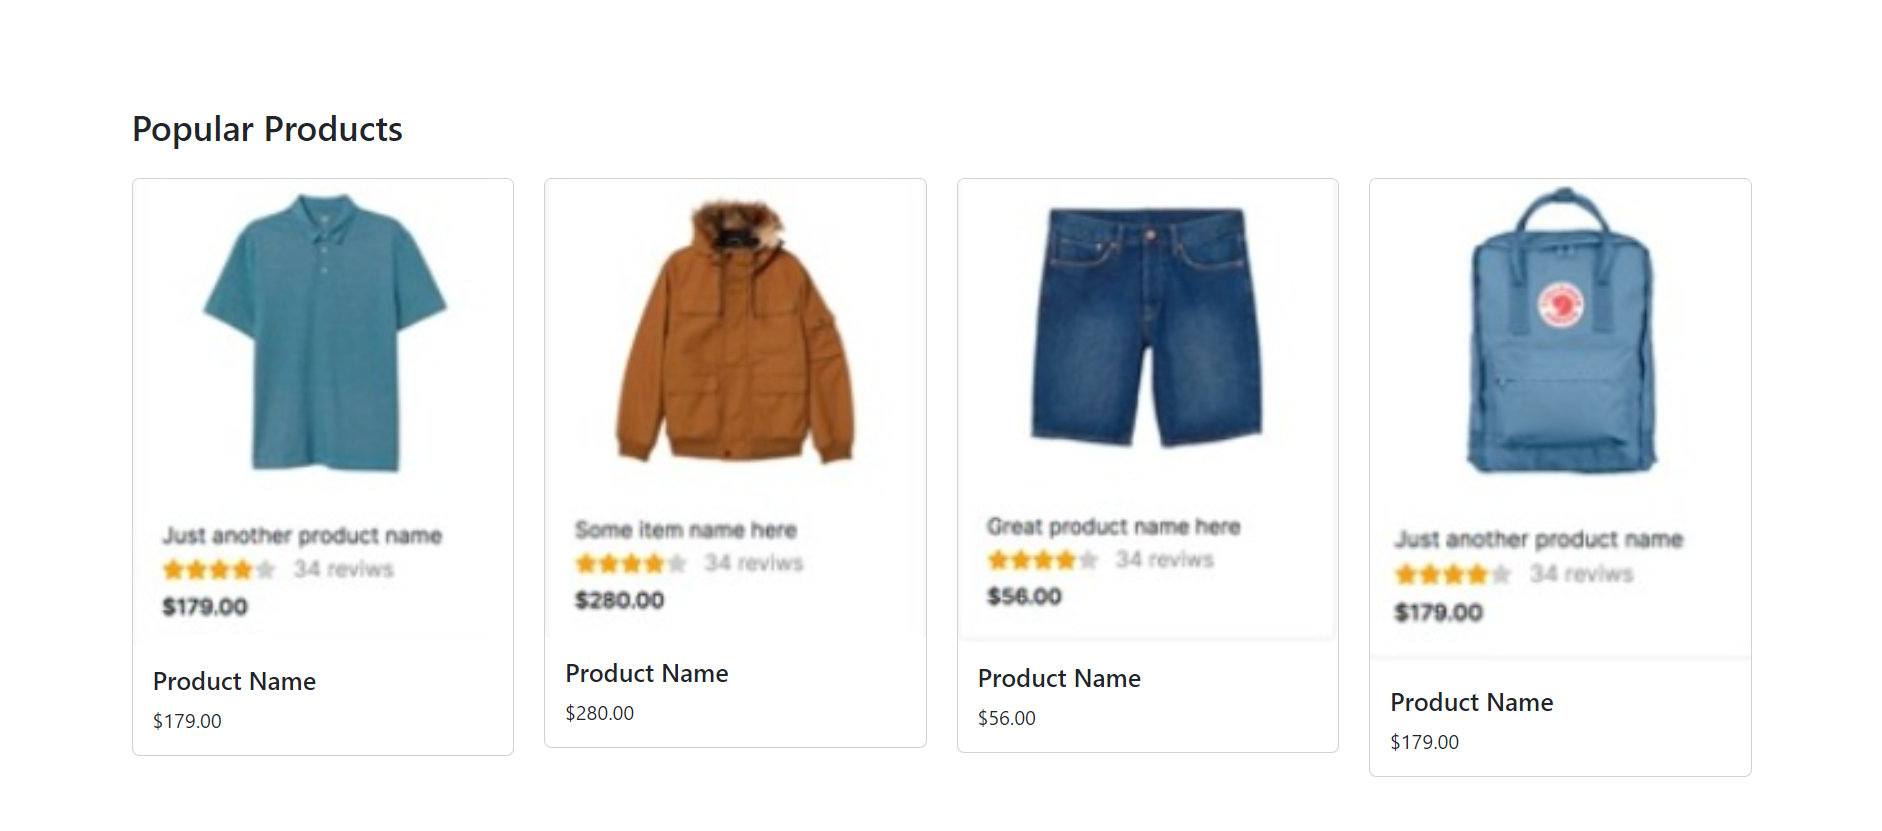 Popular Products
Just another product name
34 reviws
$179.00
Product Name
$179.00
Some item name here
34 reviws
$280.00
Product Name
$280.00
Great product name here
34 reviws
$56.00
Product Name
$56.00
Just another product name
34 reviws
$179.00
Product Name
$179.00